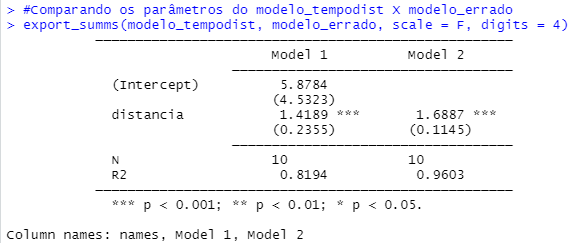 > #Comparando os parâmetros do modelo_tempodist X modelo_errado
> export_summs(modelo_tempodist, modelo_errado, scale = F, digits = 4)
Model 1 Model 2
(Intercept) 5.8784
(4.5323)
distancia 1.4189 *** 1.6887 ***
(0.2355) (0.1145)
N 10 10
R2 0.8194 0.9603
*** p < 0.001; ** p < 0.01; * p < 0.05.
Column names: names, Model 1, Model 2